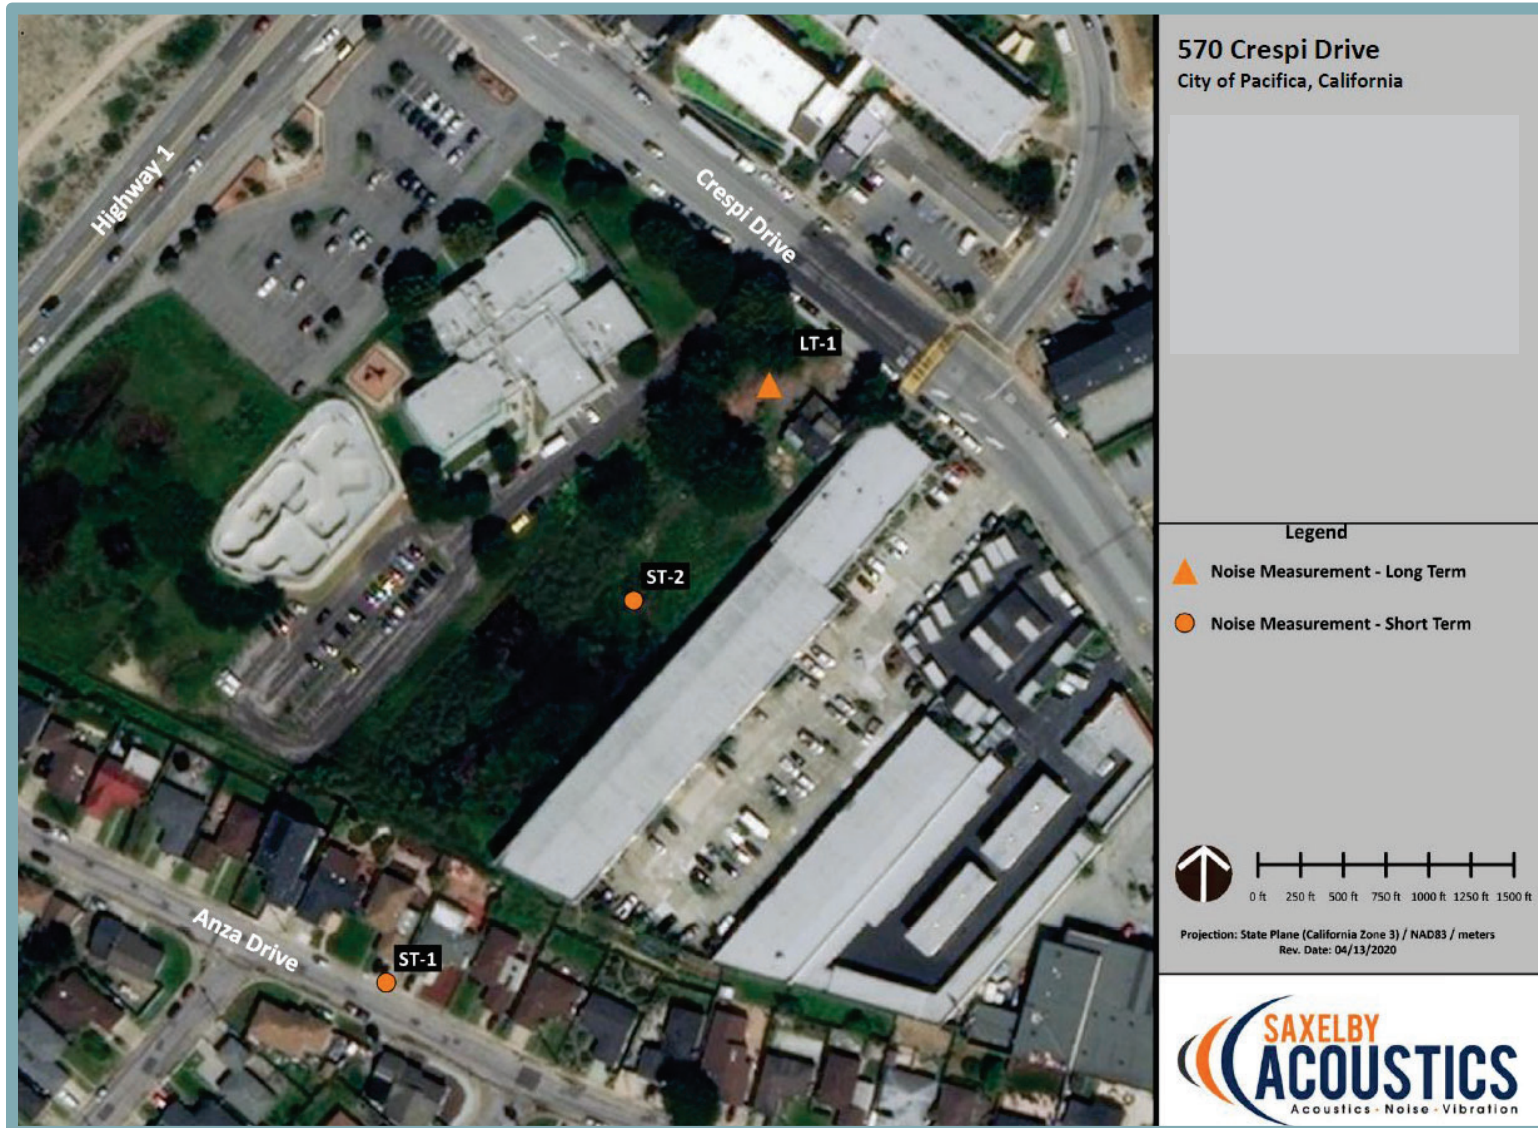 570 Crespi Drive
City of Pacifica, California
Highway 1
Crespi Drive
LT-1
ST-2
Anza Drive
ST-1
Legend
Noise Measurement - Long Term
Noise Measurement - Short Term
0 ft 250 ft 500 ft 750 ft 1000 ft 1250 ft 1500 ft
Projection: State Plane (California Zone 3) / NAD83 / meters
Rev. Date: 04/13/2020
SAXELBY
ACOUSTICS
Acoustics · Noise · Vibration